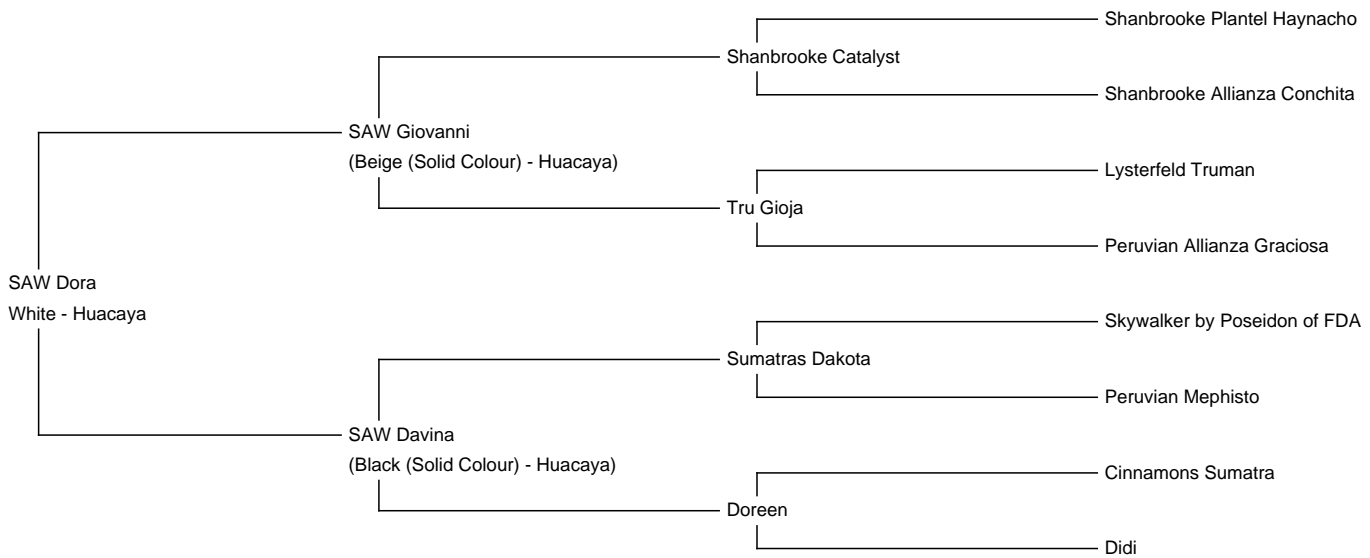 Shanbrooke Plantel Haynacho
Shanbrooke Catalyst
Shanbrooke Allianza Conchita
SAW Giovanni
(Beige (Solid Colour) - Huacaya)
Lysterfeld Truman
Tru Gioja
Peruvian Allianza Graciosa
SAW Dora
White - Huacaya
Skywalker by Poseidon of FDA
Sumatras Dakota
Peruvian Mephisto
SAW Davina
(Black (Solid Colour) - Huacaya)
Cinnamons Sumatra
Doreen
Didi